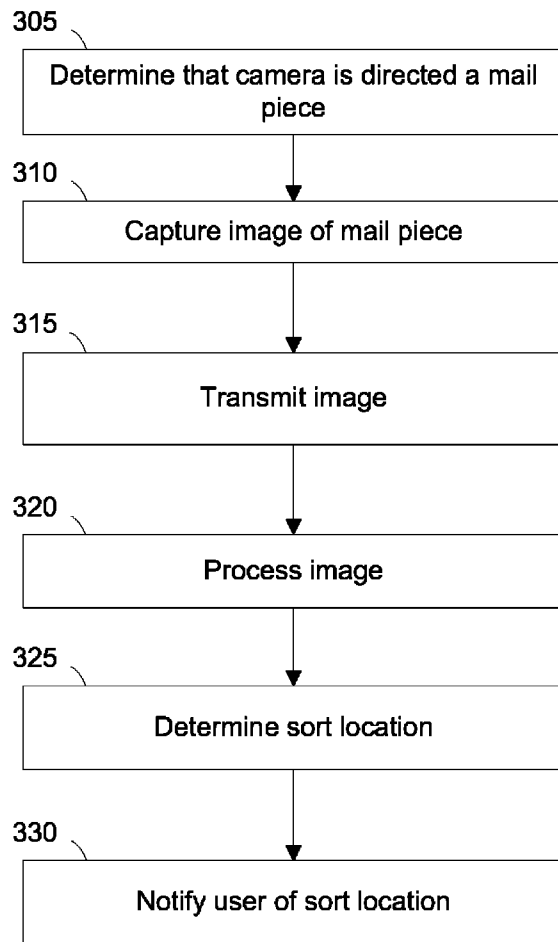 305
Determine that camera is directed a mail
piece
310
Capture image of mail piece
315
Transmit image
320
Process image
325
Determine sort location
330
Notify user of sort location